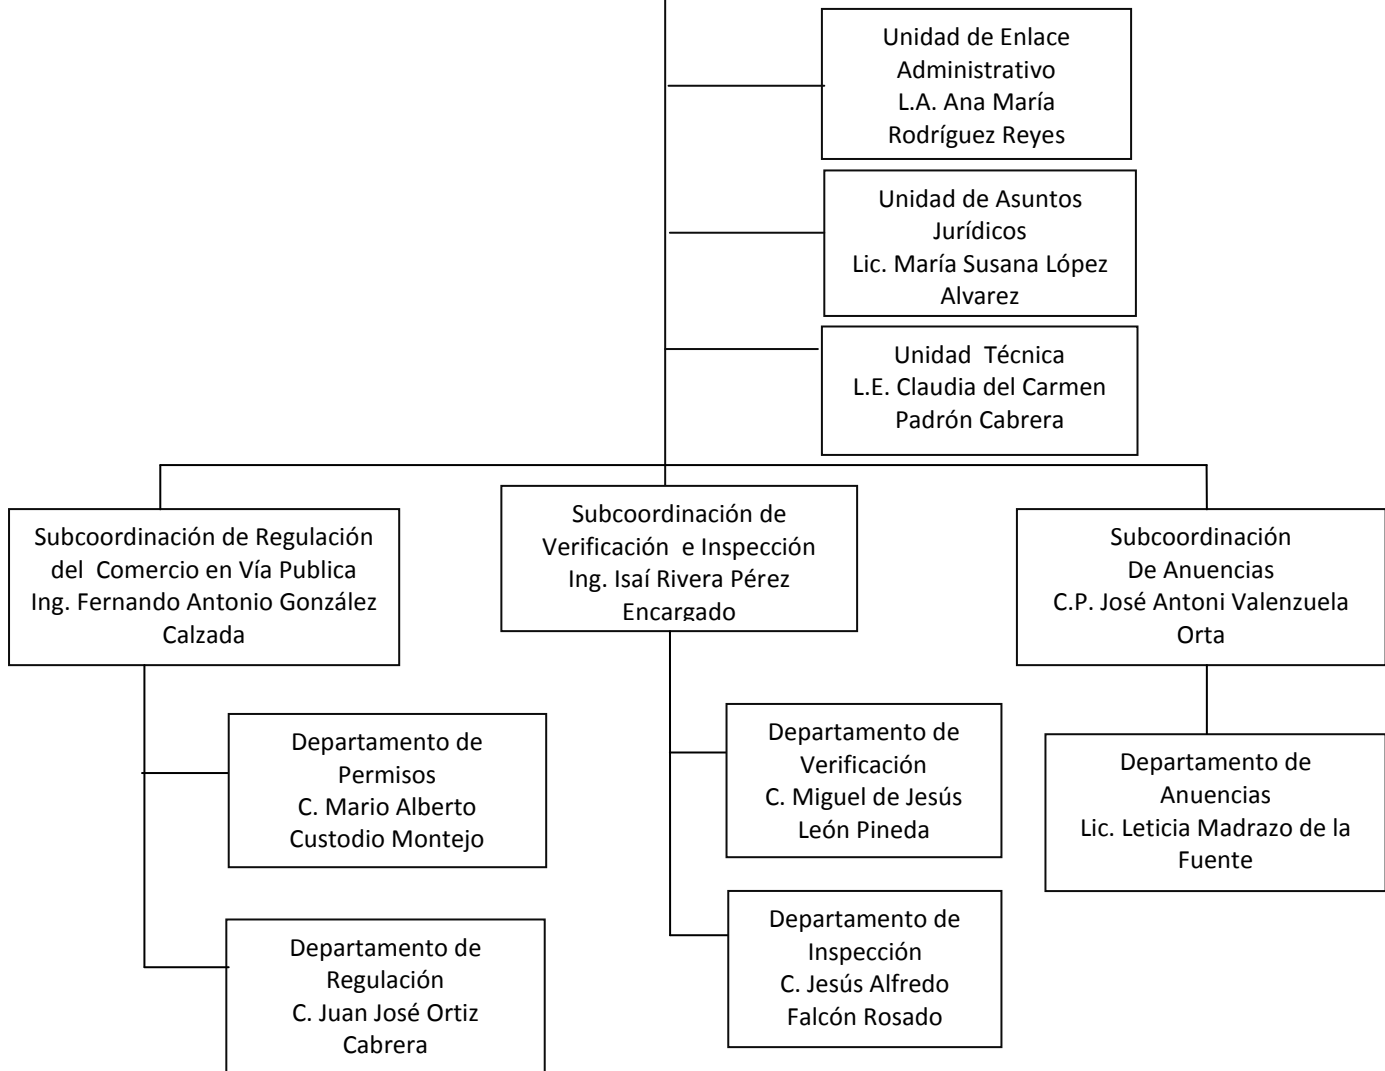 Unidad de Enlace
Administrativo
L.A. Ana María
Rodríguez Reyes
Unidad de Asuntos
Jurídicos
Lic. María Susana López
Alvarez
Unidad Técnica
L.E. Claudia del Carmen
Padrón Cabrera
Subcoordinación de Regulación
del Comercio en Vía Publica
Ing. Fernando Antonio González
Calzada
Subcoordinación de
Verificación e Inspección
Ing. Isaí Rivera Pérez
Encargado
Subcoordinación
De Anuencias
C.P. José Antoni Valenzuela
Orta
Departamento de
Permisos
C. Mario Alberto
Custodio Montejo
Departamento de
Verificación
C. Miguel de Jesús
León Pineda
Departamento de
Anuencias
Lic. Leticia Madrazo de la
Fuente
Departamento de
Regulación
C. Juan José Ortiz
Cabrera
Departamento de
Inspección
C. Jesús Alfredo
Falcón Rosado